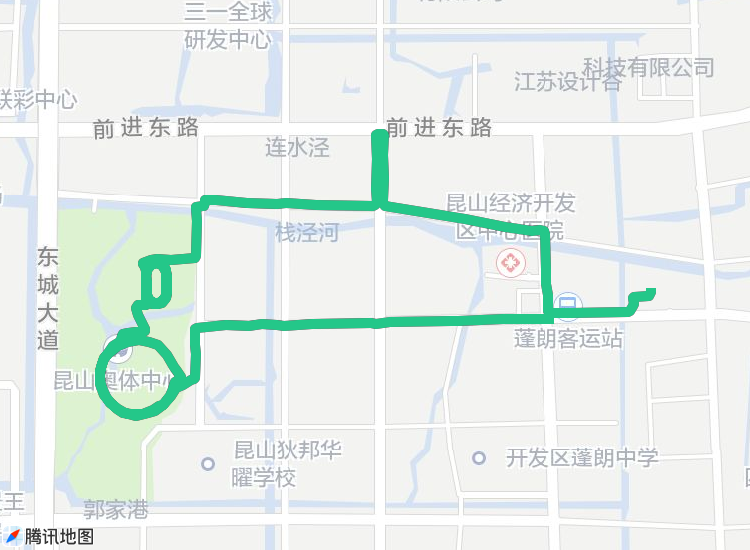 三一全球
研发中心
江苏设计谷
科技有限公司
联彩中心
前进东路
前进东路
连水泾
昆山经济开发
区中心医院
栈泾河
东城大道
蓬朗客运站
昆山奥体中心
昆山狄邦华
曜学校
开发区蓬朗中学
郭家港
王
腾讯地图